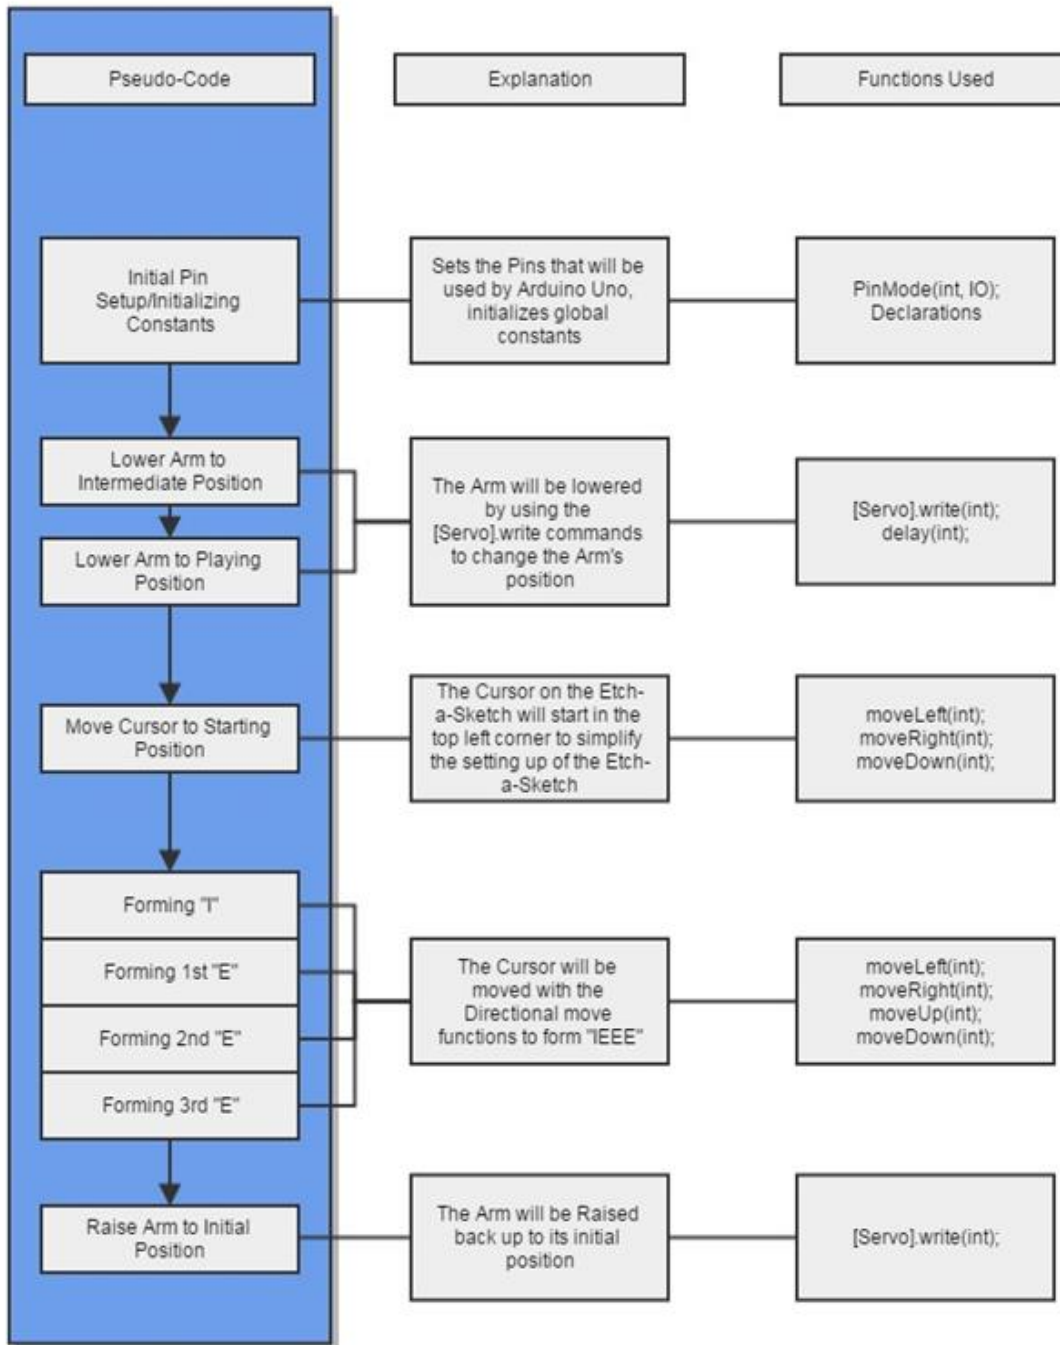 Pseudo-Code
Explanation
Functions Used
Initial Pin
Setup/Initializing
Constants
Sets the Pins that will be
used by Arduino Uno,
initializes global
constants
PinMode(int, IO);
Declarations
Lower Arm to
Intermediate Position
Lower Arm to Playing
Position
The Arm will be lowered
by using the
[Servo].write commands
to change the Arm's
position
[Servo].write(int);
delay(int);
Move Cursor to Starting
Position
The Cursor on the Etch-
a-Sketch will start in the
top left corner to simplify
the setting up of the Etch-
a-Sketch
moveLeft(int);
moveRight(int);
moveDown(int);
Forming "I"
Forming 1st "E"
Forming 2nd "E"
Forming 3rd "E"
The Cursor will be
moved with the
Directional move
functions to form "IEEE"
moveLeft(int);
moveRight(int);
moveUp(int);
moveDown(int);
Raise Arm to Initial
Position
The Arm will be Raised
back up to its initial
position
[Servo].write(int);